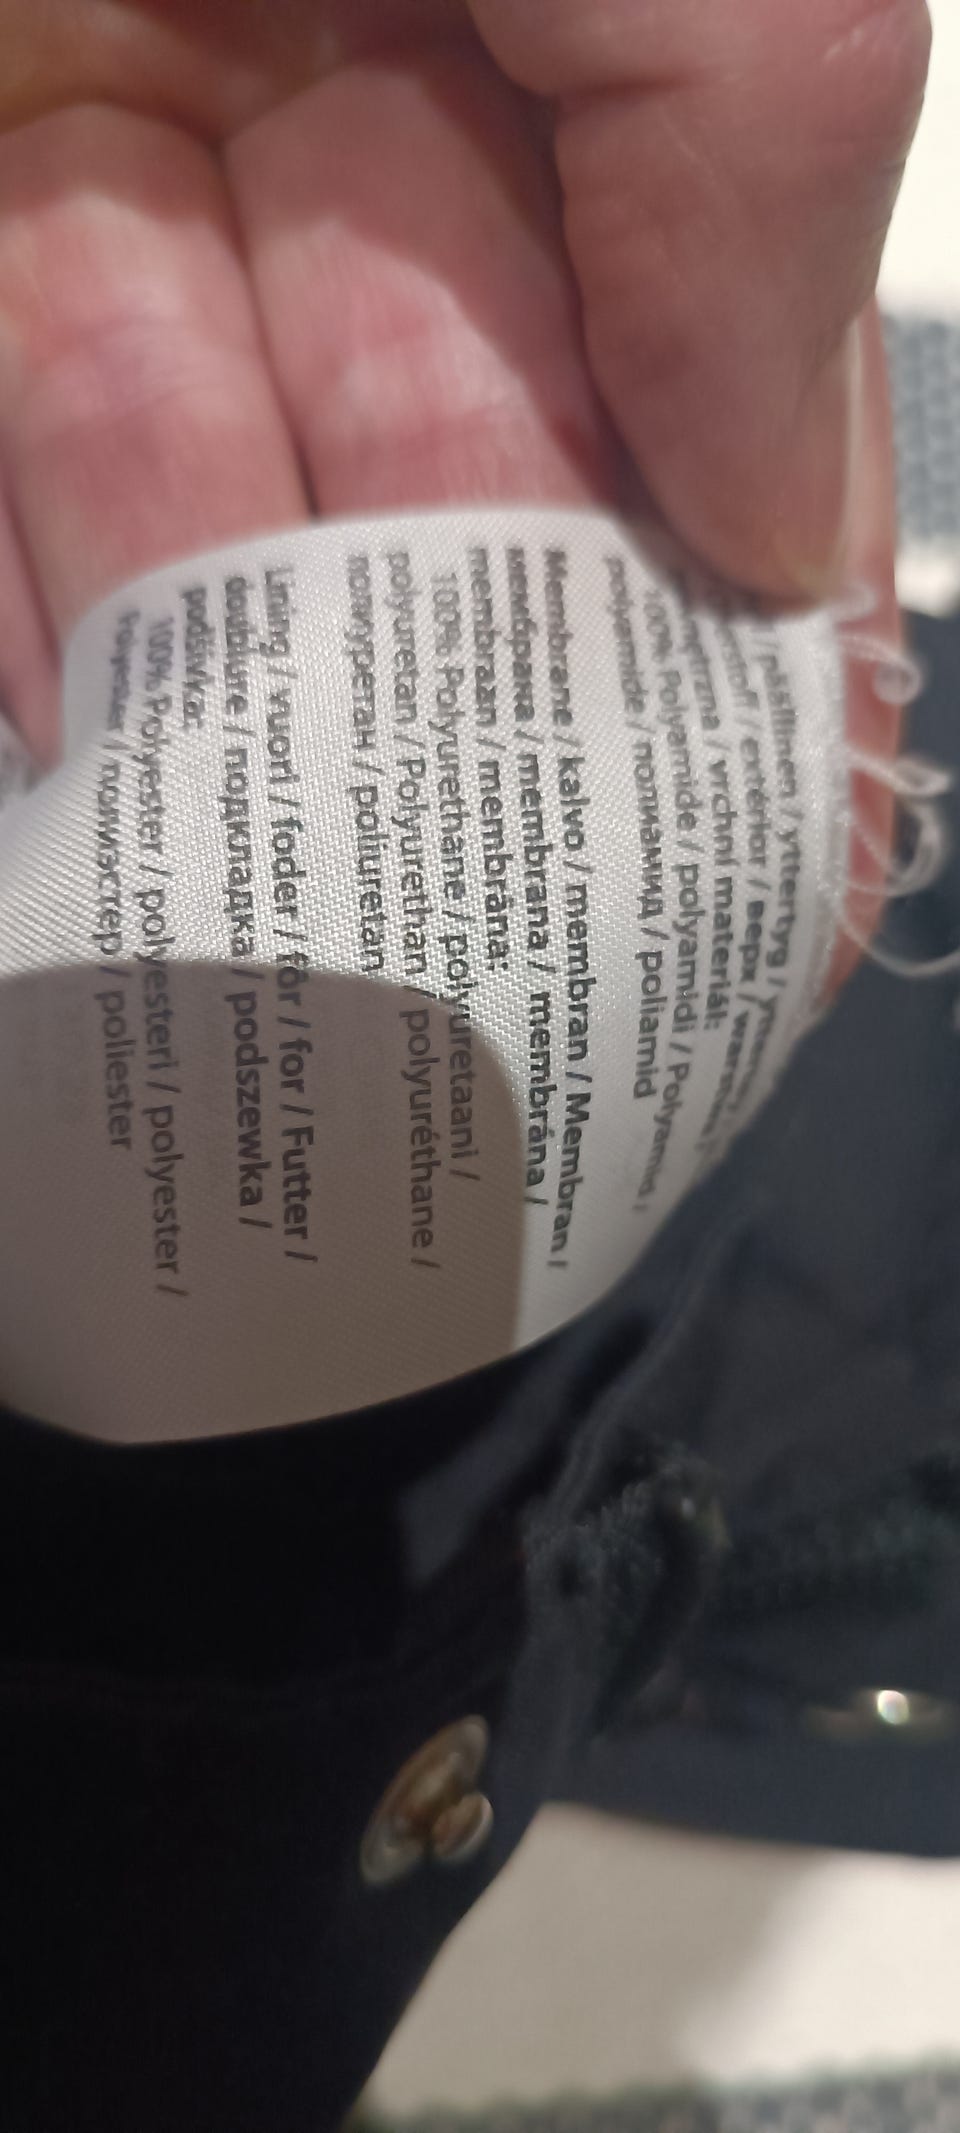 / päällinen / yttertyg /
/ extérior / верх /
/ vrchní materiál:
100% Polyamide / polyamidi /
polyamide / полиамид / poliamid
Membrane / kalvo / membran / Membran /
мембрана / membrana / membrána /
membraan / membrána:
100% Polyurethane / polyuretaani /
polyuretan / Polyurethan / polyuréthane /
полиуретан / poliuretan
Lining / vuori / foder / fôr / for / Futter /
doublure / подкладка / podszewka /
podšívka:
100% Polyester / polyesteri / polyester /
Polyester / полиэстер / poliester